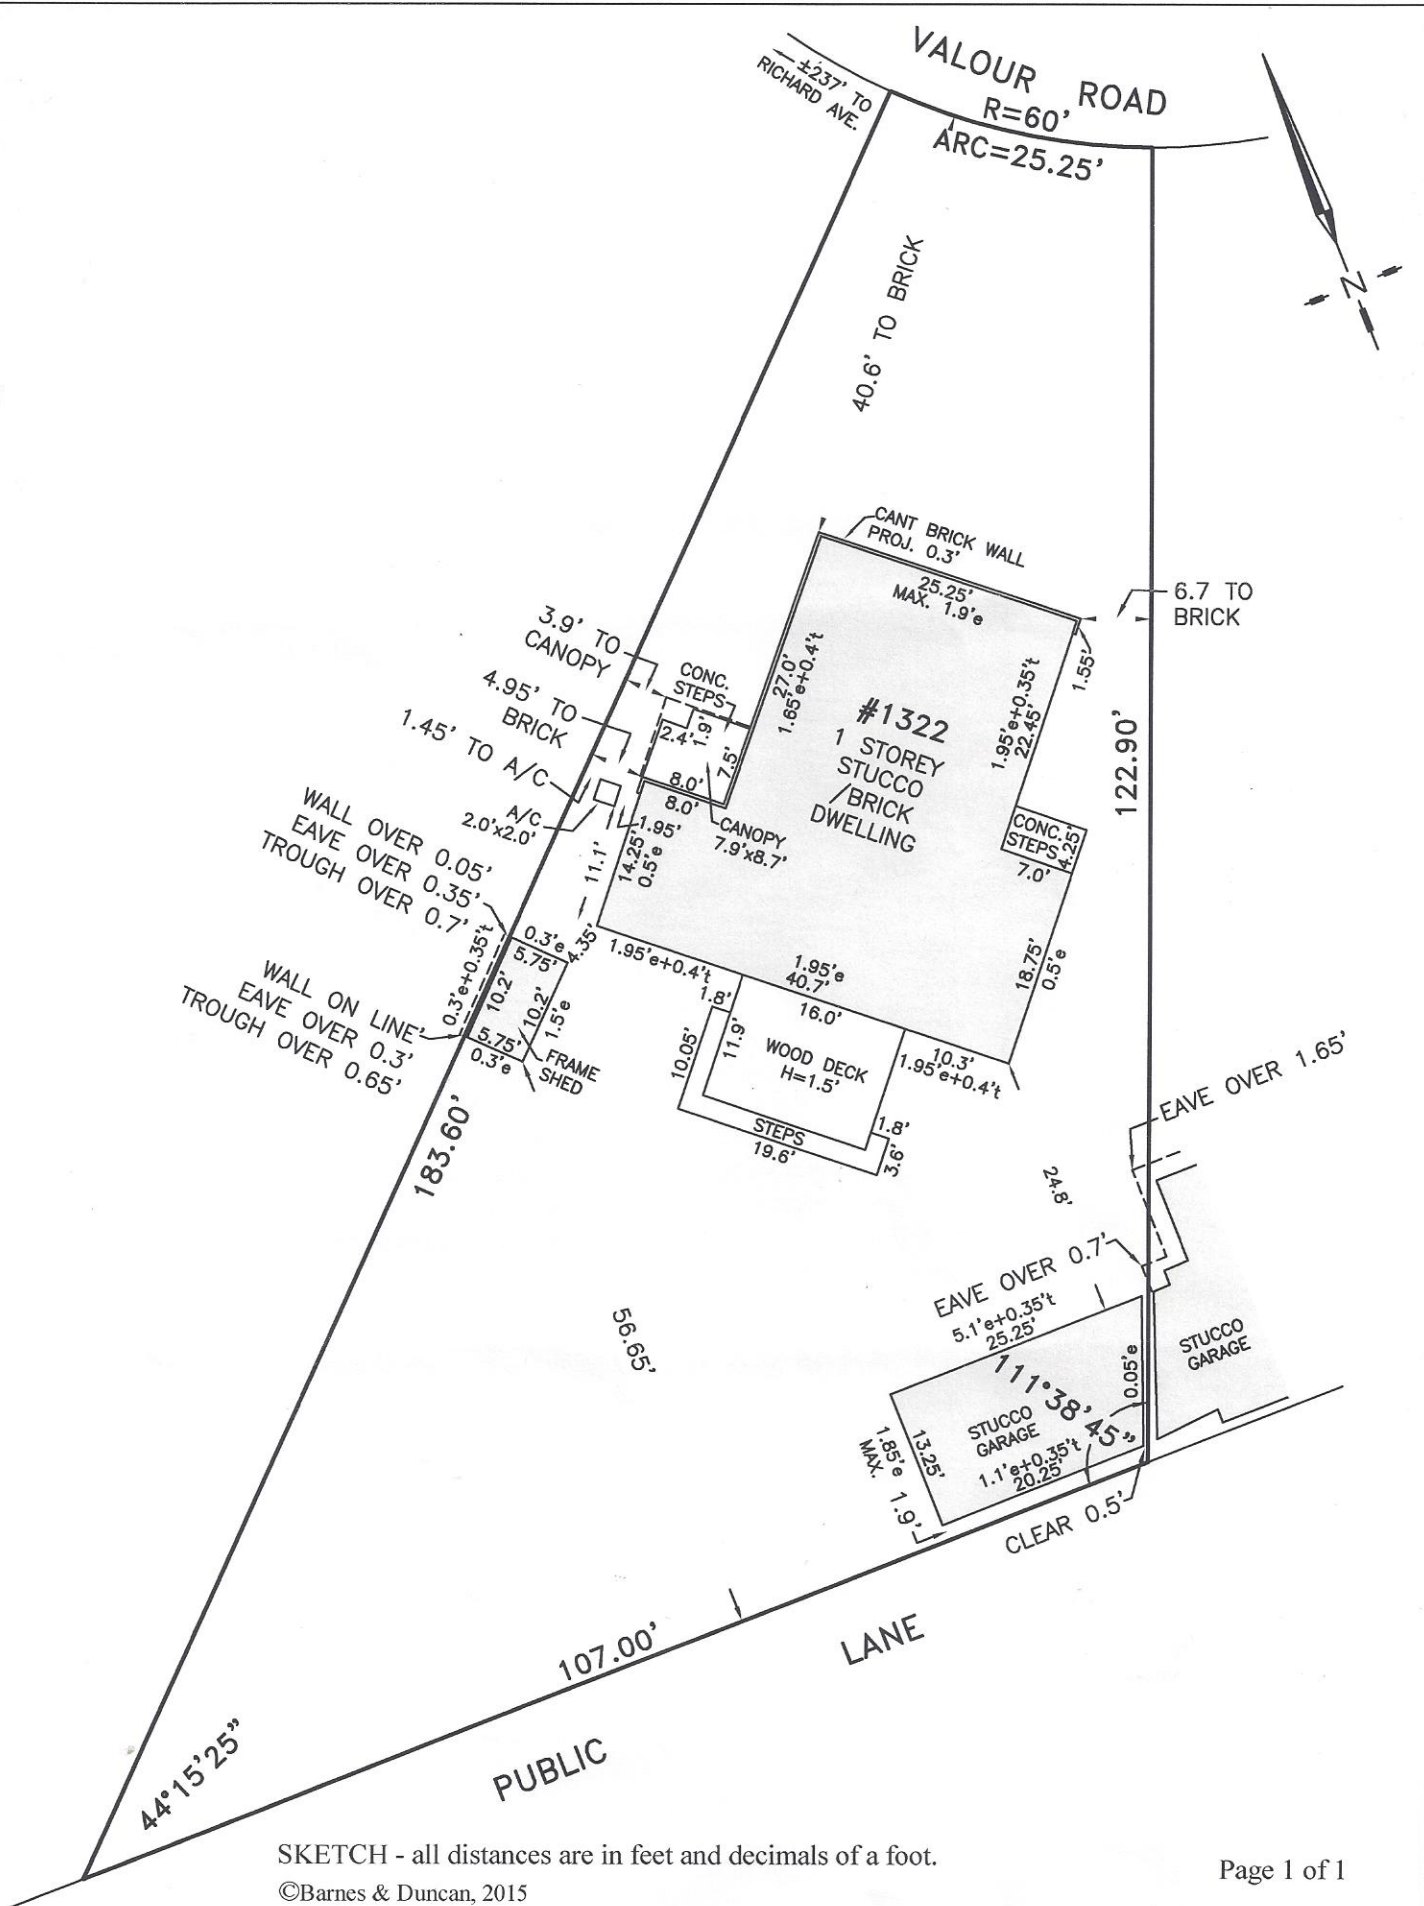 VALOUR ROAD
±237' TO
RICHARD AVE.
R=60'
ARC=25.25'
N
40.6' TO BRICK
CANT BRICK WALL
PROJ. 0.3'
25.25'
MAX. 1.9'e
6.7 TO
BRICK
1.55'
3.9' TO
CANOPY
CONC.
STEPS
4.95' TO
BRICK
1.45' TO A/C
A/C
2.0'x2.0'
2.4'
1.9'
7.5'
8.0'
8.0'
27.0'
1.65'e+0.4't
#1322
1 STOREY
STUCCO
/BRICK
DWELLING
1.95'e+0.35't
22.45'
122.90'
CANOPY
7.9'x8.7'
1.95'
CONC.
STEPS
4.25'
7.0'
WALL OVER 0.05'
EAVE OVER 0.35'
TROUGH OVER 0.7'
11.1'
14.25'
0.5'e
4.35'
0.3'e
5.75'
0.3'e+0.35't
10.2'
10.2'
1.5'e
5.75'
0.3'e
FRAME
SHED
WALL ON LINE
EAVE OVER 0.3'
TROUGH OVER 0.65'
1.95'e+0.4't
1.95'e
40.7'
16.0'
18.75'
0.5'e
1.8'
11.9'
10.05'
WOOD DECK
H=1.5'
10.3'
1.95'e+0.4't
STEPS
19.6'
1.8'
3.6'
183.60'
EAVE OVER 1.65'
24.8'
EAVE OVER 0.7'
5.1'e+0.35't
25.25'
56.65'
STUCCO
GARAGE
0.05'e
111°38'45"
STUCCO
GARAGE
1.1'e+0.35't
20.25'
13.25'
1.85'e
MAX. 1.9'
CLEAR 0.5'
107.00'
PUBLIC LANE
44°15'25"
SKETCH - all distances are in feet and decimals of a foot.
©Barnes & Duncan, 2015
Page 1 of 1